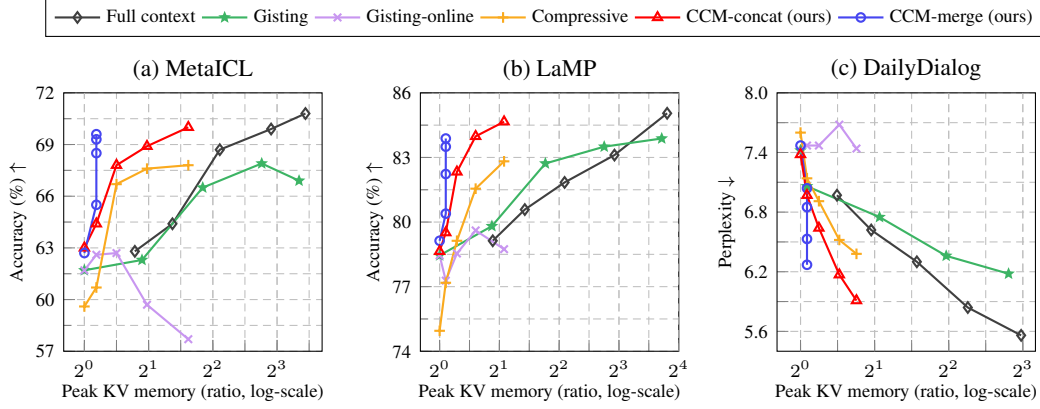 Full context Gisting Gisting-online Compressive CCM-concat (ours) CCM-merge (ours)
(a) MetaICL
72
69
66
63
60
57
Accuracy (%) ↑
2^0 2^1 2^2 2^3
Peak KV memory (ratio, log-scale)
(b) LaMP
86
83
80
77
74
Accuracy (%) ↑
2^0 2^1 2^2 2^3 2^4
Peak KV memory (ratio, log-scale)
(c) DailyDialog
8.0
7.4
6.8
6.2
5.6
Perplexity ↓
2^0 2^1 2^2 2^3
Peak KV memory (ratio, log-scale)